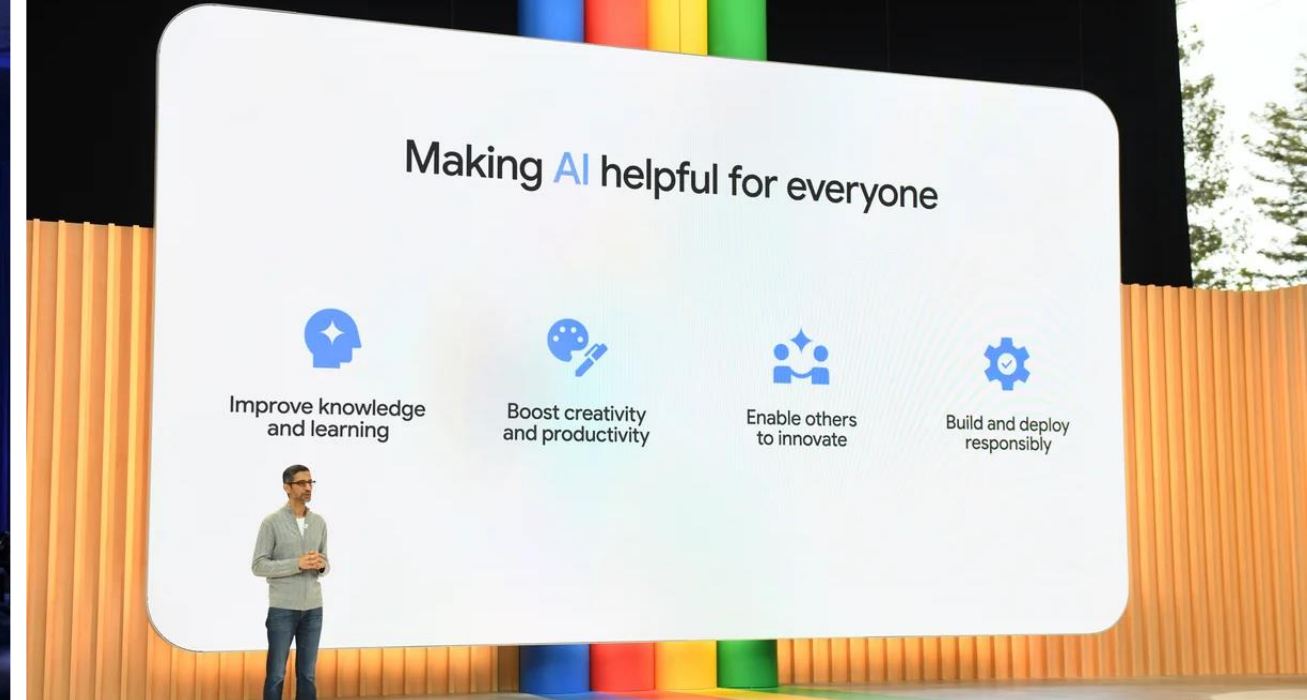 Making AI helpful for everyone
Improve knowledge
and learning
Boost creativity
and productivity
Enable others
to innovate
Build and deploy
responsibly